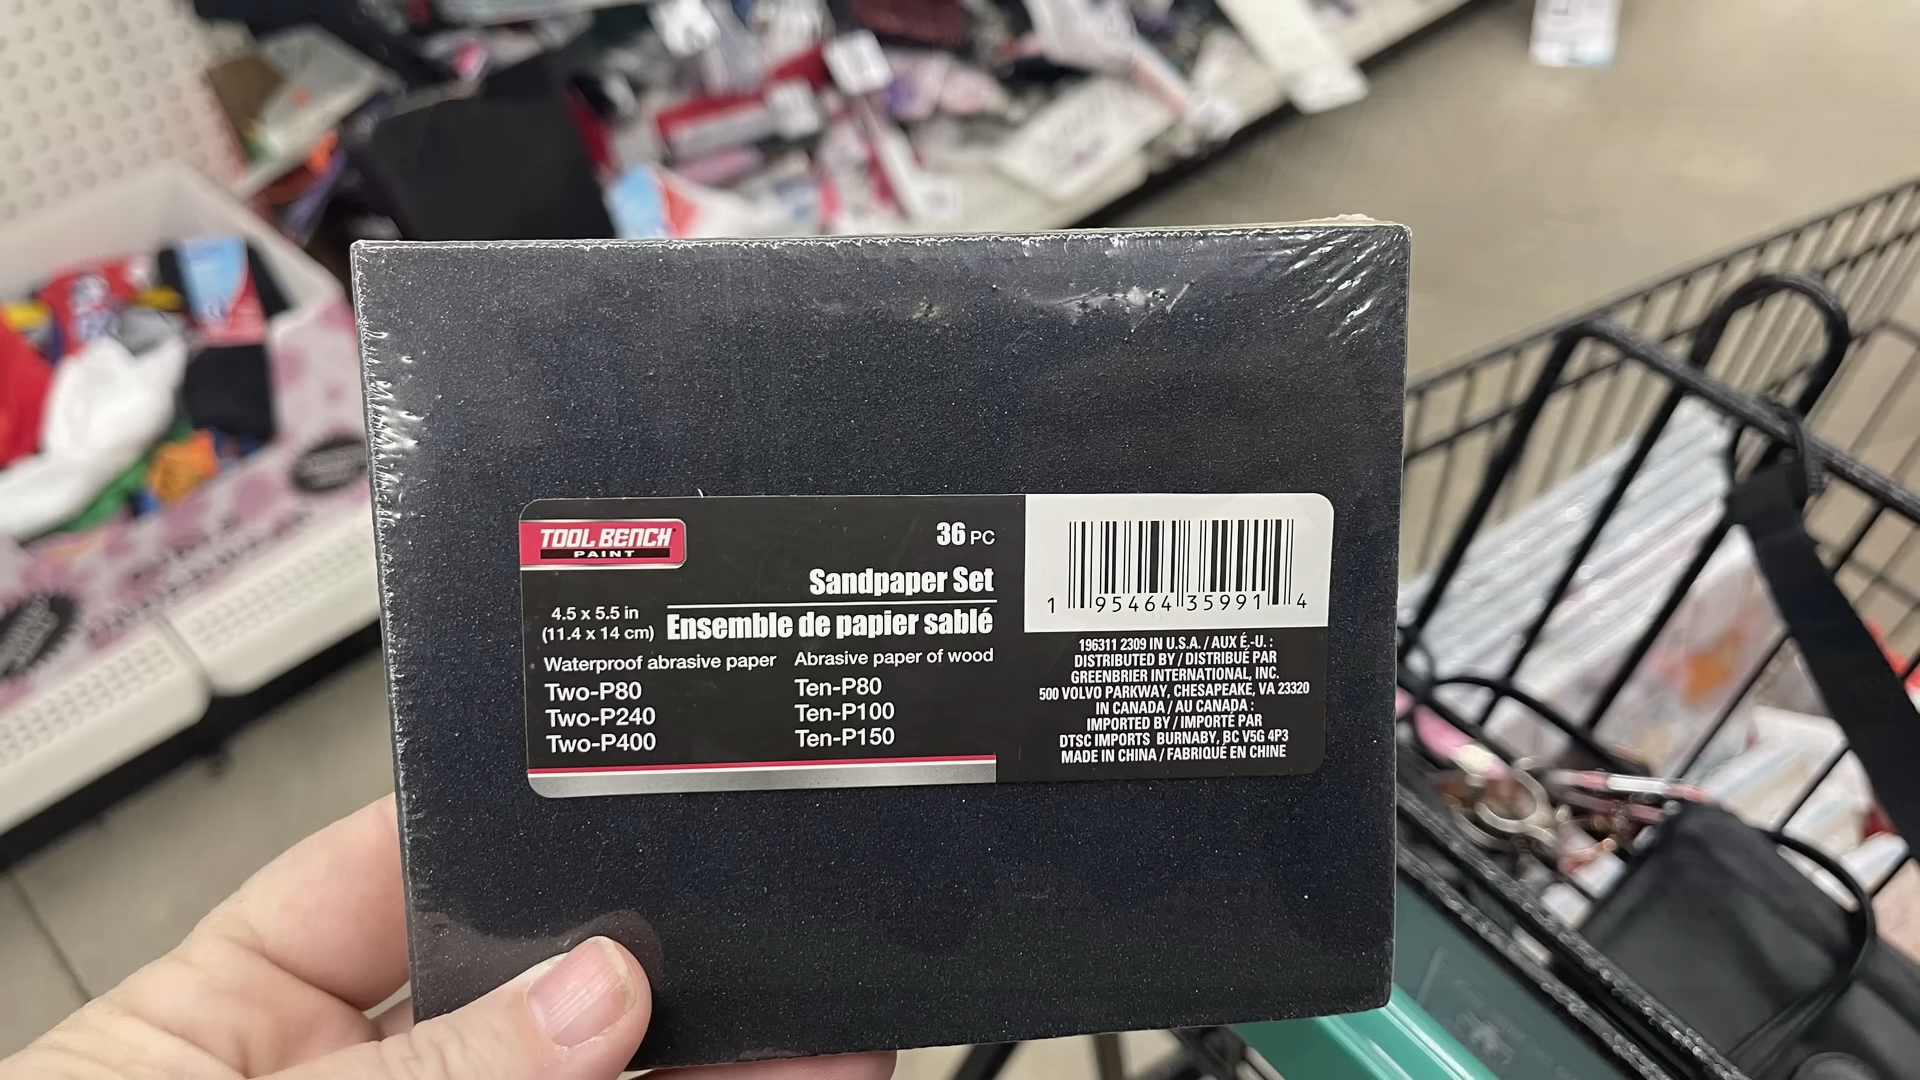 TOOL BENCH
PAINT
36 PC
Sandpaper Set
4.5 x 5.5 in
(11.4 x 14 cm)
Ensemble de papier sablé
Waterproof abrasive paper
Two-P80
Two-P240
Two-P400
Abrasive paper of wood
Ten-P80
Ten-P100
Ten-P150
1 95464 35991 4
196311 2309 IN U.S.A. / AUX É.-U. :
DISTRIBUTED BY / DISTRIBUÉ PAR
GREENBRIER INTERNATIONAL, INC.
500 VOLVO PARKWAY, CHESAPEAKE, VA 23320
IN CANADA / AU CANADA :
IMPORTED BY / IMPORTÉ PAR
DTSC IMPORTS BURNABY, BC V5G 4P3
MADE IN CHINA / FABRIQUÉ EN CHINE